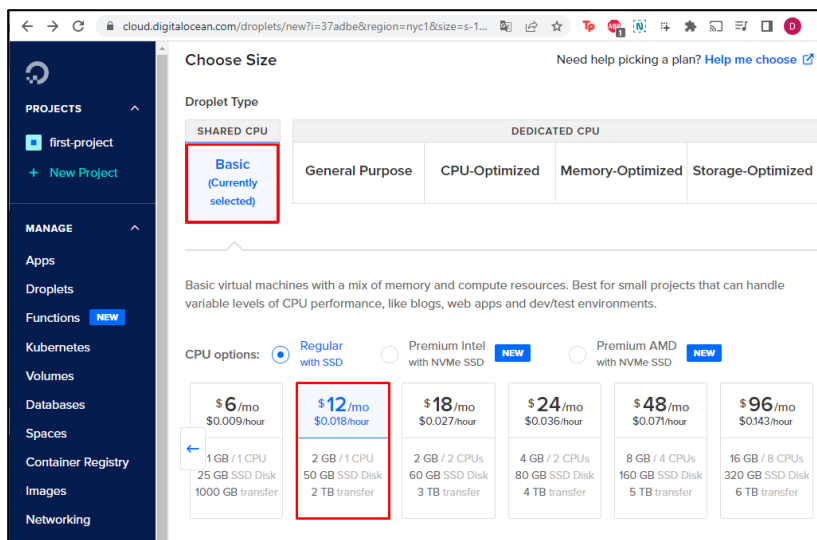 cloud.digitalocean.com/droplets/new?i=37adbe&region=nyc1&size=s-1...
Tp
ABP
1
N
D
Choose Size
Need help picking a plan? Help me choose
PROJECTS
first-project
+ New Project
MANAGE
Apps
Droplets
Functions NEW
Kubernetes
Volumes
Databases
Spaces
Container Registry
Images
Networking
Droplet Type
SHARED CPU
DEDICATED CPU
Basic
(Currently
selected)
General Purpose
CPU-Optimized
Memory-Optimized
Storage-Optimized
Basic virtual machines with a mix of memory and compute resources. Best for small projects that can handle
variable levels of CPU performance, like blogs, web apps and dev/test environments.
CPU options:
Regular
with SSD
Premium Intel
with NVMe SSD
NEW
Premium AMD
with NVMe SSD
NEW
$6/mo
$0.009/hour
1 GB / 1 CPU
25 GB SSD Disk
1000 GB transfer
$12/mo
$0.018/hour
2 GB / 1 CPU
50 GB SSD Disk
2 TB transfer
$18/mo
$0.027/hour
2 GB / 2 CPUs
60 GB SSD Disk
3 TB transfer
$24/mo
$0.036/hour
4 GB / 2 CPUs
80 GB SSD Disk
4 TB transfer
$48/mo
$0.071/hour
8 GB / 4 CPUs
160 GB SSD Disk
5 TB transfer
$96/mo
$0.143/hour
16 GB / 8 CPUs
320 GB SSD Disk
6 TB transfer